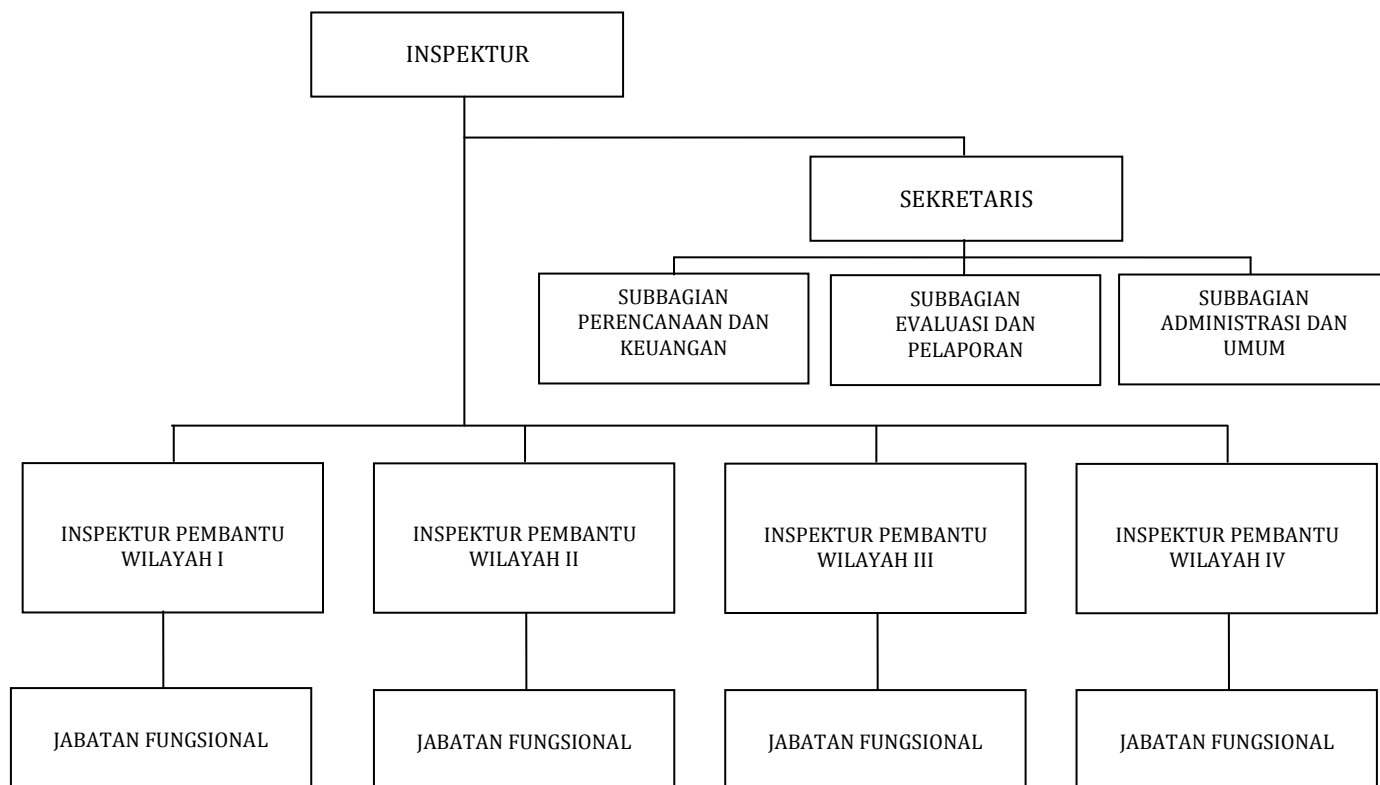 INSPEKTUR
SEKRETARIS
SUBBAGIAN
PERENCANAAN DAN
KEUANGAN
SUBBAGIAN
EVALUASI DAN
PELAPORAN
SUBBAGIAN
ADMINISTRASI DAN
UMUM
INSPEKTUR PEMBANTU
WILAYAH I
INSPEKTUR PEMBANTU
WILAYAH II
INSPEKTUR PEMBANTU
WILAYAH III
INSPEKTUR PEMBANTU
WILAYAH IV
JABATAN FUNGSIONAL
JABATAN FUNGSIONAL
JABATAN FUNGSIONAL
JABATAN FUNGSIONAL